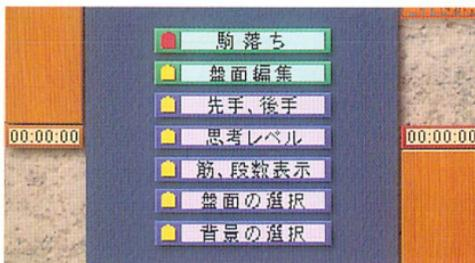 駒落ち
盤面編集
先手、後手
00:00:00
思考レベル
00:00:00
筋、段数表示
盤面の選択
背景の選択